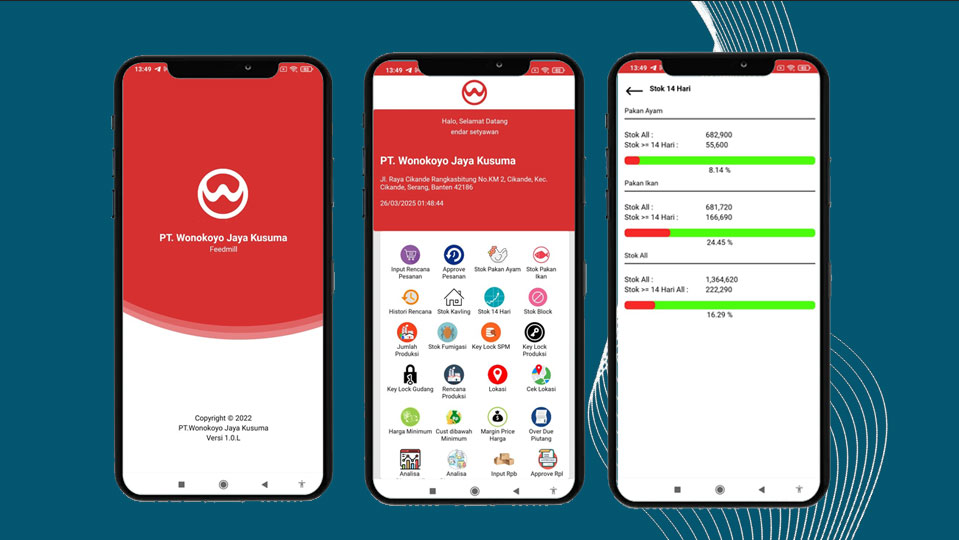 13:49
PT. Wonokoyo Jaya Kusuma
Feedmill
Copyright © 2022
PT.Wonokoyo Jaya Kusuma
Versi 1.0.L
13:49
Halo, Selamat Datang
endar setyawan
PT. Wonokoyo Jaya Kusuma
Jl. Raya Cikande Rangkasbitung No.KM 2, Cikande, Kec.
Cikande, Serang, Banten 42186
26/03/2025 01:48:44
Input Rencana Pesanan
Approve Pesanan
Stok Pakan Ayam
Stok Pakan Ikan
Histori Rencana
Stok Kavling
Stok 14 Hari
Stok Block
Jumlah Produksi
Stok Fumigasi
Key Lock SPM
Key Lock Produksi
Key Lock Gudang
Rencana Produksi
Lokasi
Cek Lokasi
Harga Minimum
Cust dibawah Minimum
Margin Price Harga
Over Due Piutang
Analisa
Analisa
Input Rpb
Approve Rpl
13:49
Stok 14 Hari
Pakan Ayam
Stok All : 682,900
Stok >= 14 Hari : 55,600
8.14 %
Pakan Ikan
Stok All : 681,720
Stok >= 14 Hari : 166,690
24.45 %
Stok All
Stok All : 1,364,620
Stok >= 14 Hari All : 222,290
16.29 %